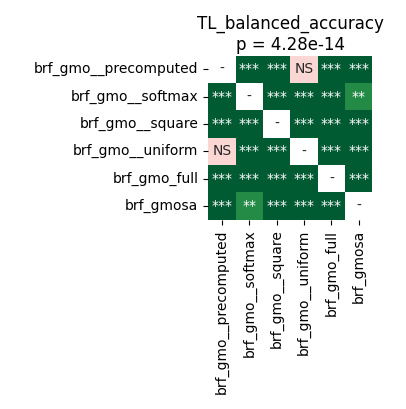 TL_balanced_accuracy
p = 4.28e-14
brf_gmo__precomputed - *** *** NS *** ***
brf_gmo__softmax *** - *** *** *** **
brf_gmo__square *** *** - *** *** ***
brf_gmo__uniform NS *** *** - *** ***
brf_gmo_full *** *** *** *** - ***
brf_gmosa *** ** *** *** *** -
brf_gmo__precomputed
brf_gmo__softmax
brf_gmo__square
brf_gmo__uniform
brf_gmo_full
brf_gmosa